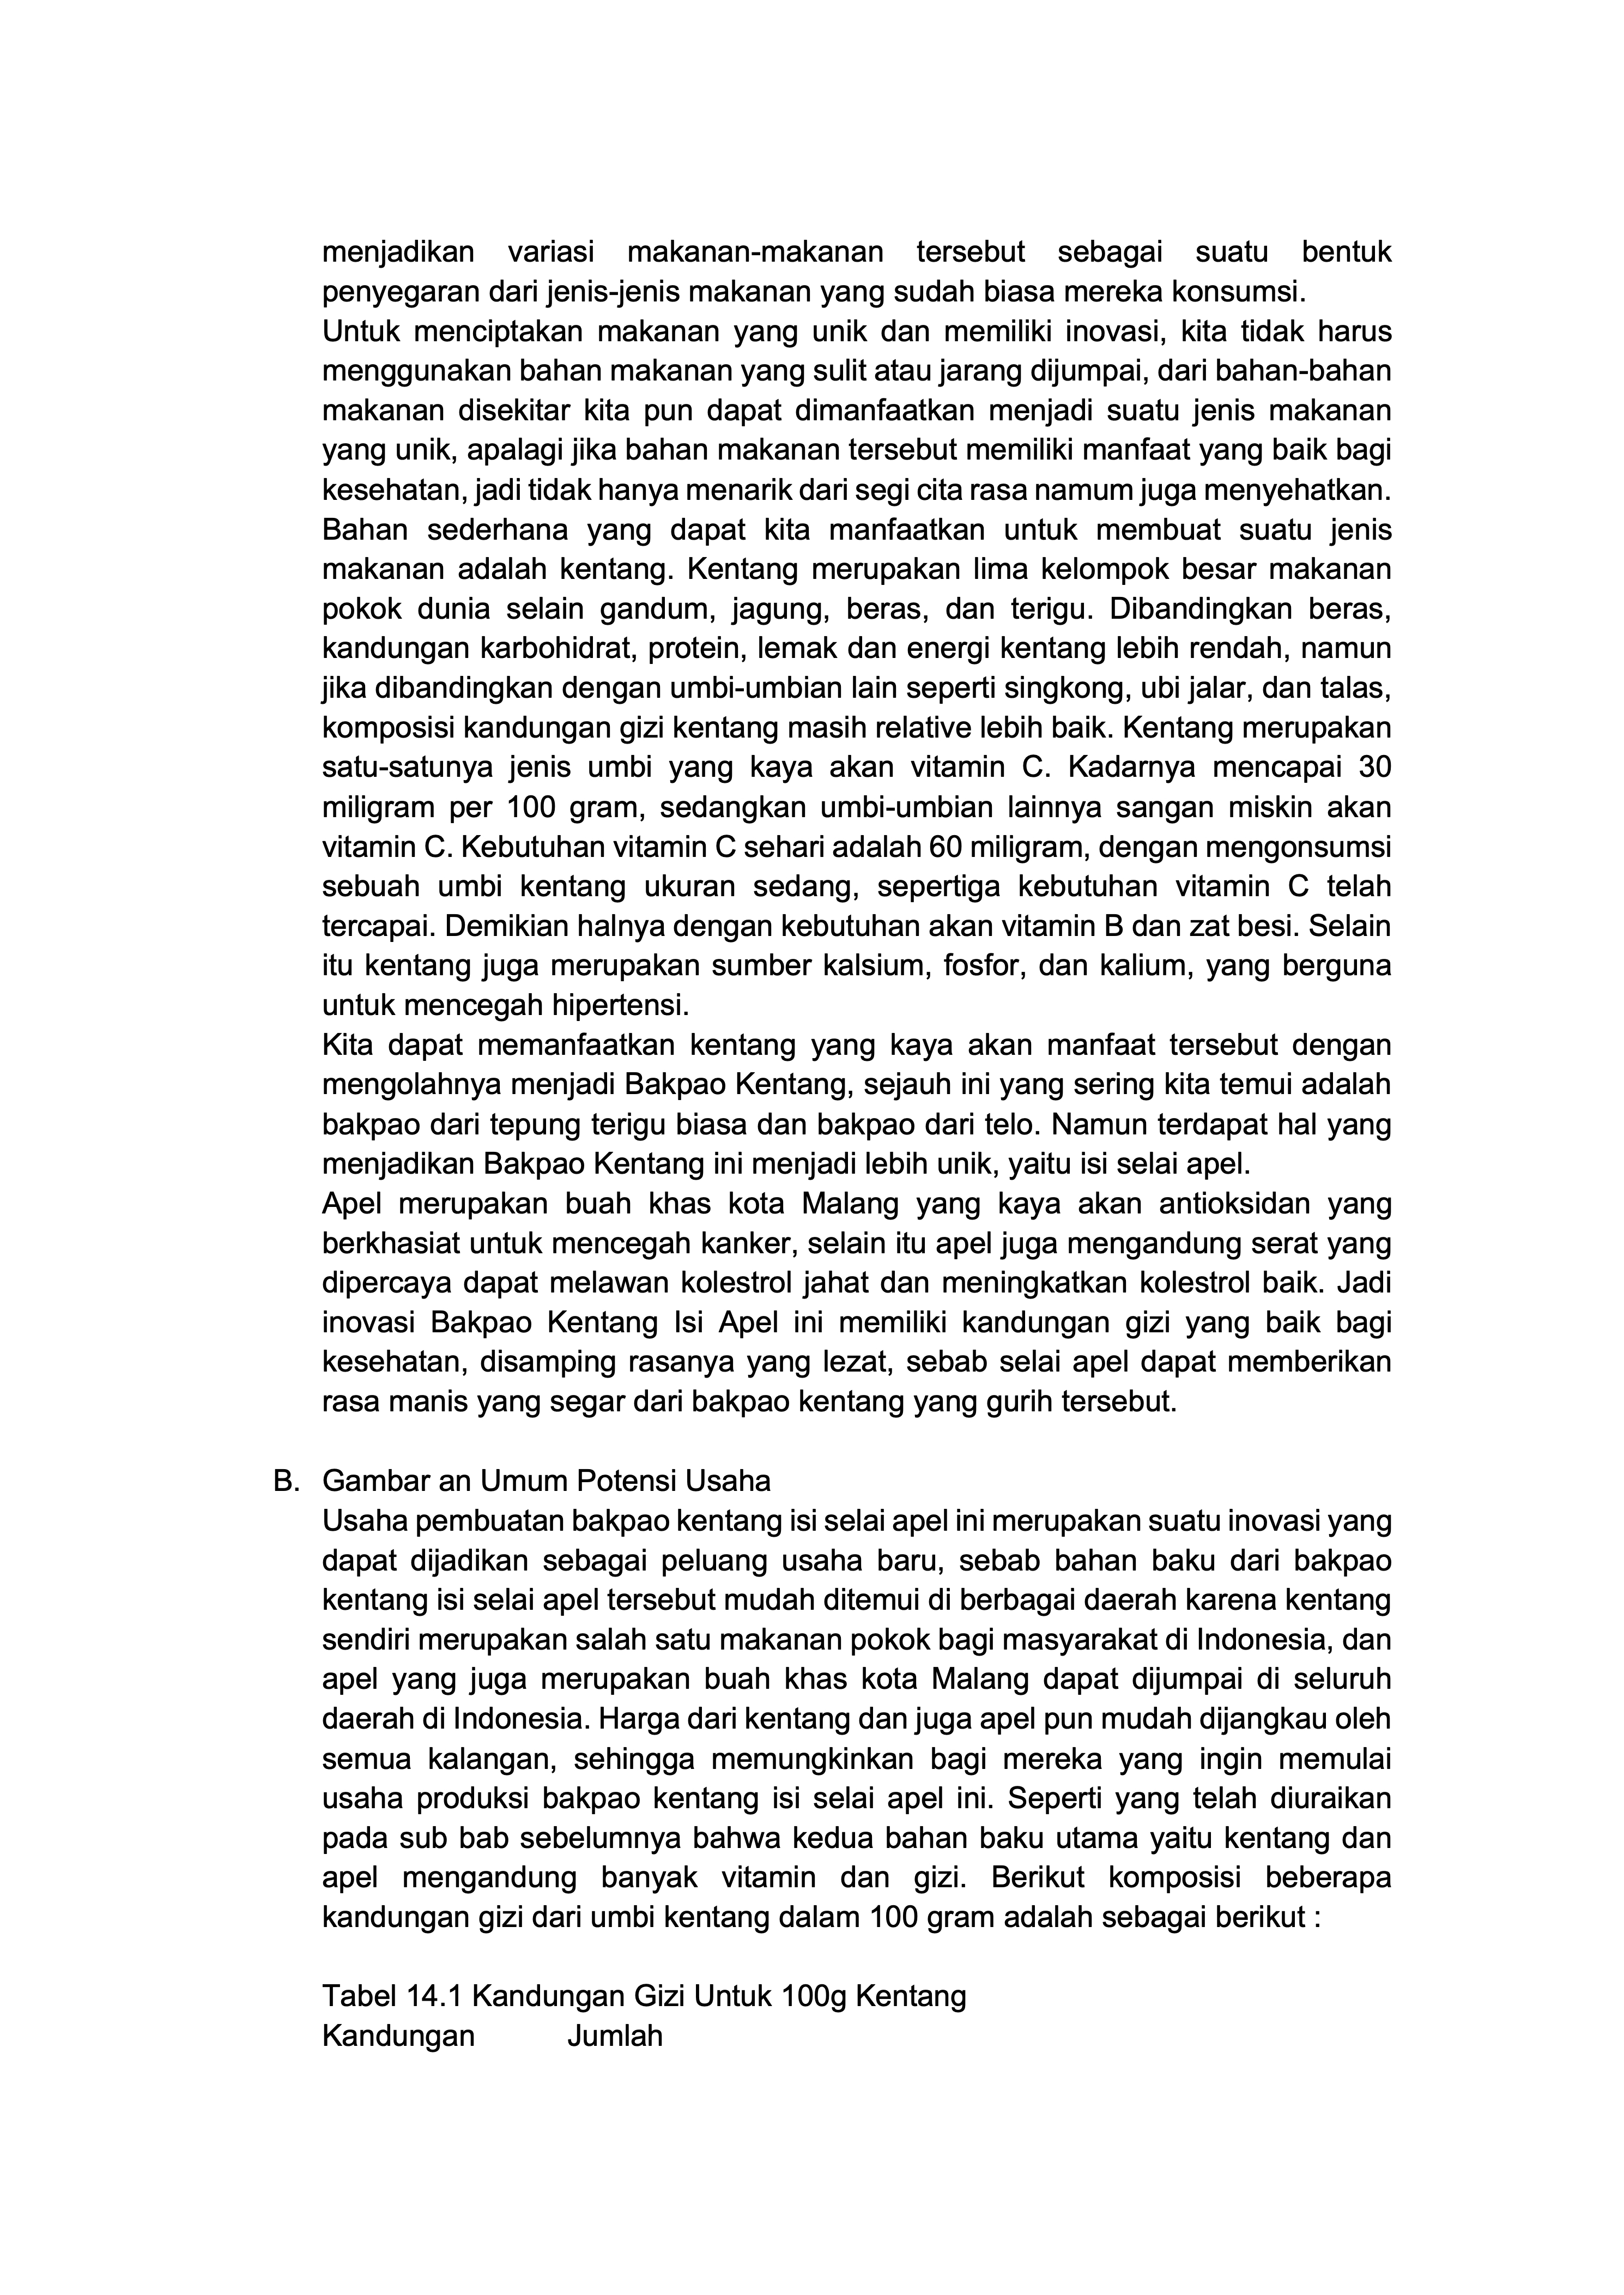 menjadikan variasi makanan-makanan tersebut sebagai suatu bentuk
penyegaran dari jenis-jenis makanan yang sudah biasa mereka konsumsi.
Untuk menciptakan makanan yang unik dan memiliki inovasi, kita tidak harus
menggunakan bahan makanan yang sulit atau jarang dijumpai, dari bahan-bahan
makanan disekitar kita pun dapat dimanfaatkan menjadi suatu jenis makanan
yang unik, apalagi jika bahan makanan tersebut memiliki manfaat yang baik bagi
kesehatan, jadi tidak hanya menarik dari segi cita rasa namum juga menyehatkan.
Bahan sederhana yang dapat kita manfaatkan untuk membuat suatu jenis
makanan adalah kentang. Kentang merupakan lima kelompok besar makanan
pokok dunia selain gandum, jagung, beras, dan terigu. Dibandingkan beras,
kandungan karbohidrat, protein, lemak dan energi kentang lebih rendah, namun
jika dibandingkan dengan umbi-umbian lain seperti singkong, ubi jalar, dan talas,
komposisi kandungan gizi kentang masih relative lebih baik. Kentang merupakan
satu-satunya jenis umbi yang kaya akan vitamin C. Kadarnya mencapai 30
miligram per 100 gram, sedangkan umbi-umbian lainnya sangan miskin akan
vitamin C. Kebutuhan vitamin C sehari adalah 60 miligram, dengan mengonsumsi
sebuah umbi kentang ukuran sedang, sepertiga kebutuhan vitamin C telah
tercapai. Demikian halnya dengan kebutuhan akan vitamin B dan zat besi. Selain
itu kentang juga merupakan sumber kalsium, fosfor, dan kalium, yang berguna
untuk mencegah hipertensi.
Kita dapat memanfaatkan kentang yang kaya akan manfaat tersebut dengan
mengolahnya menjadi Bakpao Kentang, sejauh ini yang sering kita temui adalah
bakpao dari tepung terigu biasa dan bakpao dari telo. Namun terdapat hal yang
menjadikan Bakpao Kentang ini menjadi lebih unik, yaitu isi selai apel.
Apel merupakan buah khas kota Malang yang kaya akan antioksidan yang
berkhasiat untuk mencegah kanker, selain itu apel juga mengandung serat yang
dipercaya dapat melawan kolestrol jahat dan meningkatkan kolestrol baik. Jadi
inovasi Bakpao Kentang Isi Apel ini memiliki kandungan gizi yang baik bagi
kesehatan, disamping rasanya yang lezat, sebab selai apel dapat memberikan
rasa manis yang segar dari bakpao kentang yang gurih tersebut.
B. Gambar an Umum Potensi Usaha
Usaha pembuatan bakpao kentang isi selai apel ini merupakan suatu inovasi yang
dapat dijadikan sebagai peluang usaha baru, sebab bahan baku dari bakpao
kentang isi selai apel tersebut mudah ditemui di berbagai daerah karena kentang
sendiri merupakan salah satu makanan pokok bagi masyarakat di Indonesia, dan
apel yang juga merupakan buah khas kota Malang dapat dijumpai di seluruh
daerah di Indonesia. Harga dari kentang dan juga apel pun mudah dijangkau oleh
semua kalangan, sehingga memungkinkan bagi mereka yang ingin memulai
usaha produksi bakpao kentang isi selai apel ini. Seperti yang telah diuraikan
pada sub bab sebelumnya bahwa kedua bahan baku utama yaitu kentang dan
apel mengandung banyak vitamin dan gizi. Berikut komposisi beberapa
kandungan gizi dari umbi kentang dalam 100 gram adalah sebagai berikut :
Tabel 14.1 Kandungan Gizi Untuk 100g Kentang
Kandungan Jumlah